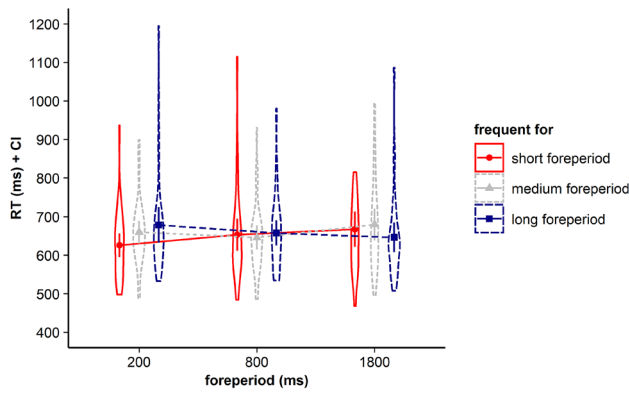 1200
1100
1000
900
800
700
600
500
400
RT (ms) + CI
200
800
1800
foreperiod (ms)
frequent for
short foreperiod
medium foreperiod
long foreperiod